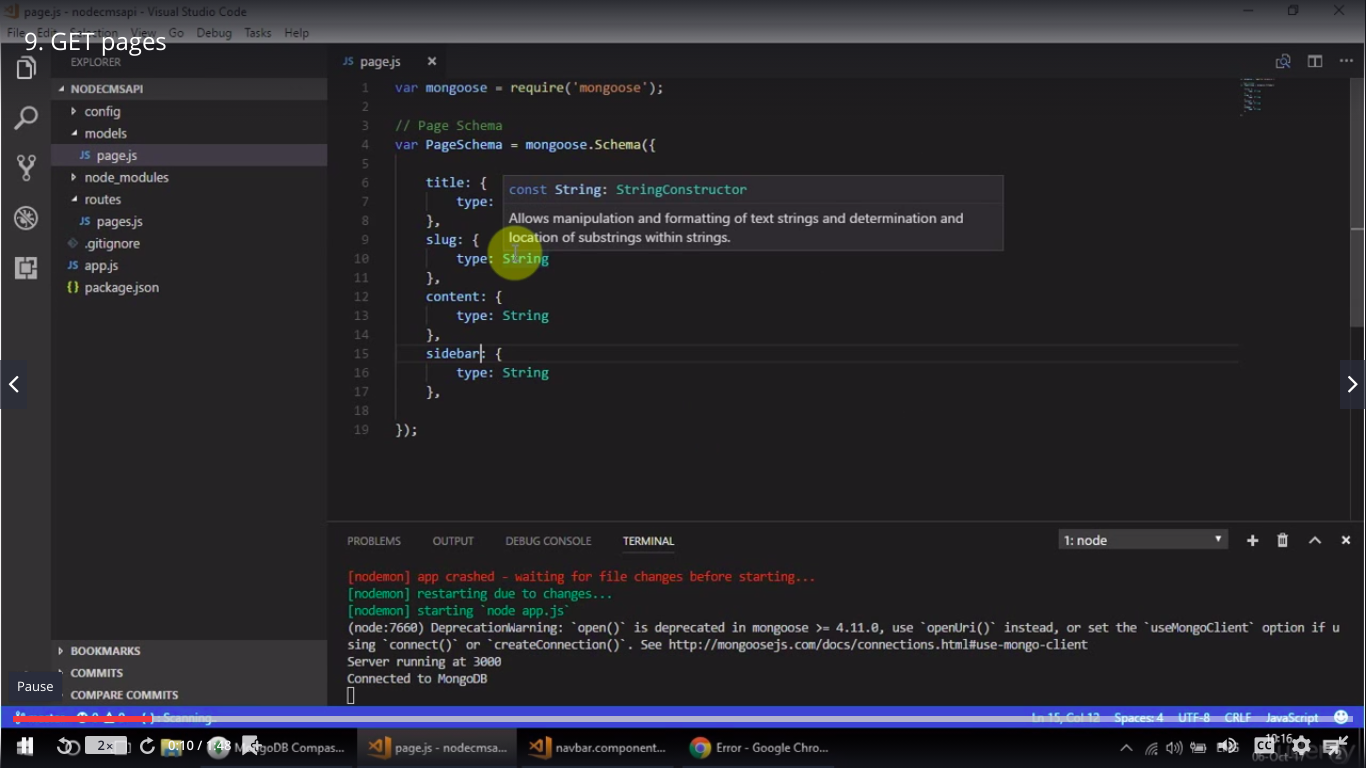 page.js - nodecmsapi - Visual Studio Code
File Edit Selection View Go Debug Tasks Help
9. GET pages
EXPLORER
NODECMSAPI
config
models
JS page.js
node_modules
routes
JS pages.js
.gitignore
JS app.js
{} package.json
BOOKMARKS
COMMITS
COMPARE COMMITS
Pause
JS page.js
1 var mongoose = require('mongoose');
2
3 // Page Schema
4 var PageSchema = mongoose.Schema({
5
6 title: {
7 type:
8 },
9 slug: {
10 type: String
11 },
12 content: {
13 type: String
14 },
15 sidebar: {
16 type: String
17 },
18
19 });
const String: StringConstructor
Allows manipulation and formatting of text strings and determination and
location of substrings within strings.
PROBLEMS OUTPUT DEBUG CONSOLE TERMINAL
1: node
[nodemon] app crashed - waiting for file changes before starting...
[nodemon] restarting due to changes...
[nodemon] starting `node app.js`
(node:7660) DeprecationWarning: `open()` is deprecated in mongoose >= 4.11.0, use `openUri()` instead, or set the `useMongoClient` option if u
sing `connect()` or `createConnection()`. See http://mongoosejs.com/docs/connections.html#use-mongo-client
Server running at 3000
Connected to MongoDB
Scanning..
Ln 15, Col 12 Spaces: 4 UTF-8 CRLF JavaScript
2x
0:10 / 1:48
MongoDB Compas...
page.js - nodecmsa...
navbar.component...
Error - Google Chro...
CC
10:16
06-Oct-17